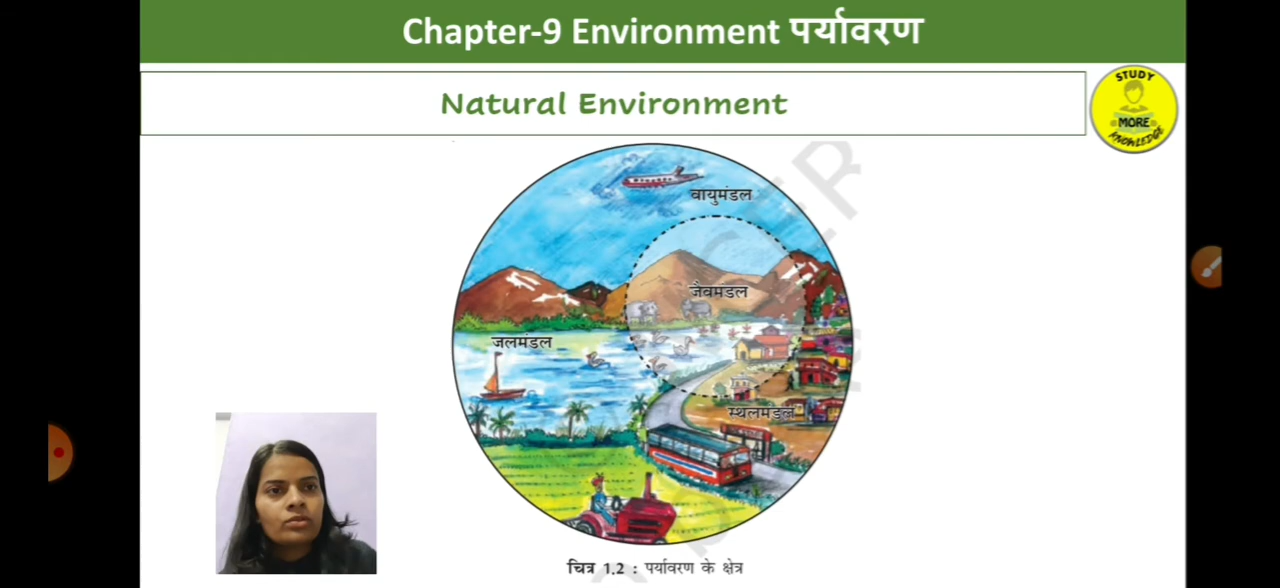 Chapter-9 Environment पर्यावरण
Natural Environment
STUDY
MORE
KNOWLEDGE
वायुमंडल
जैवमंडल
जलमंडल
स्थलमंडल
चित्र 1.2 : पर्यावरण के क्षेत्र